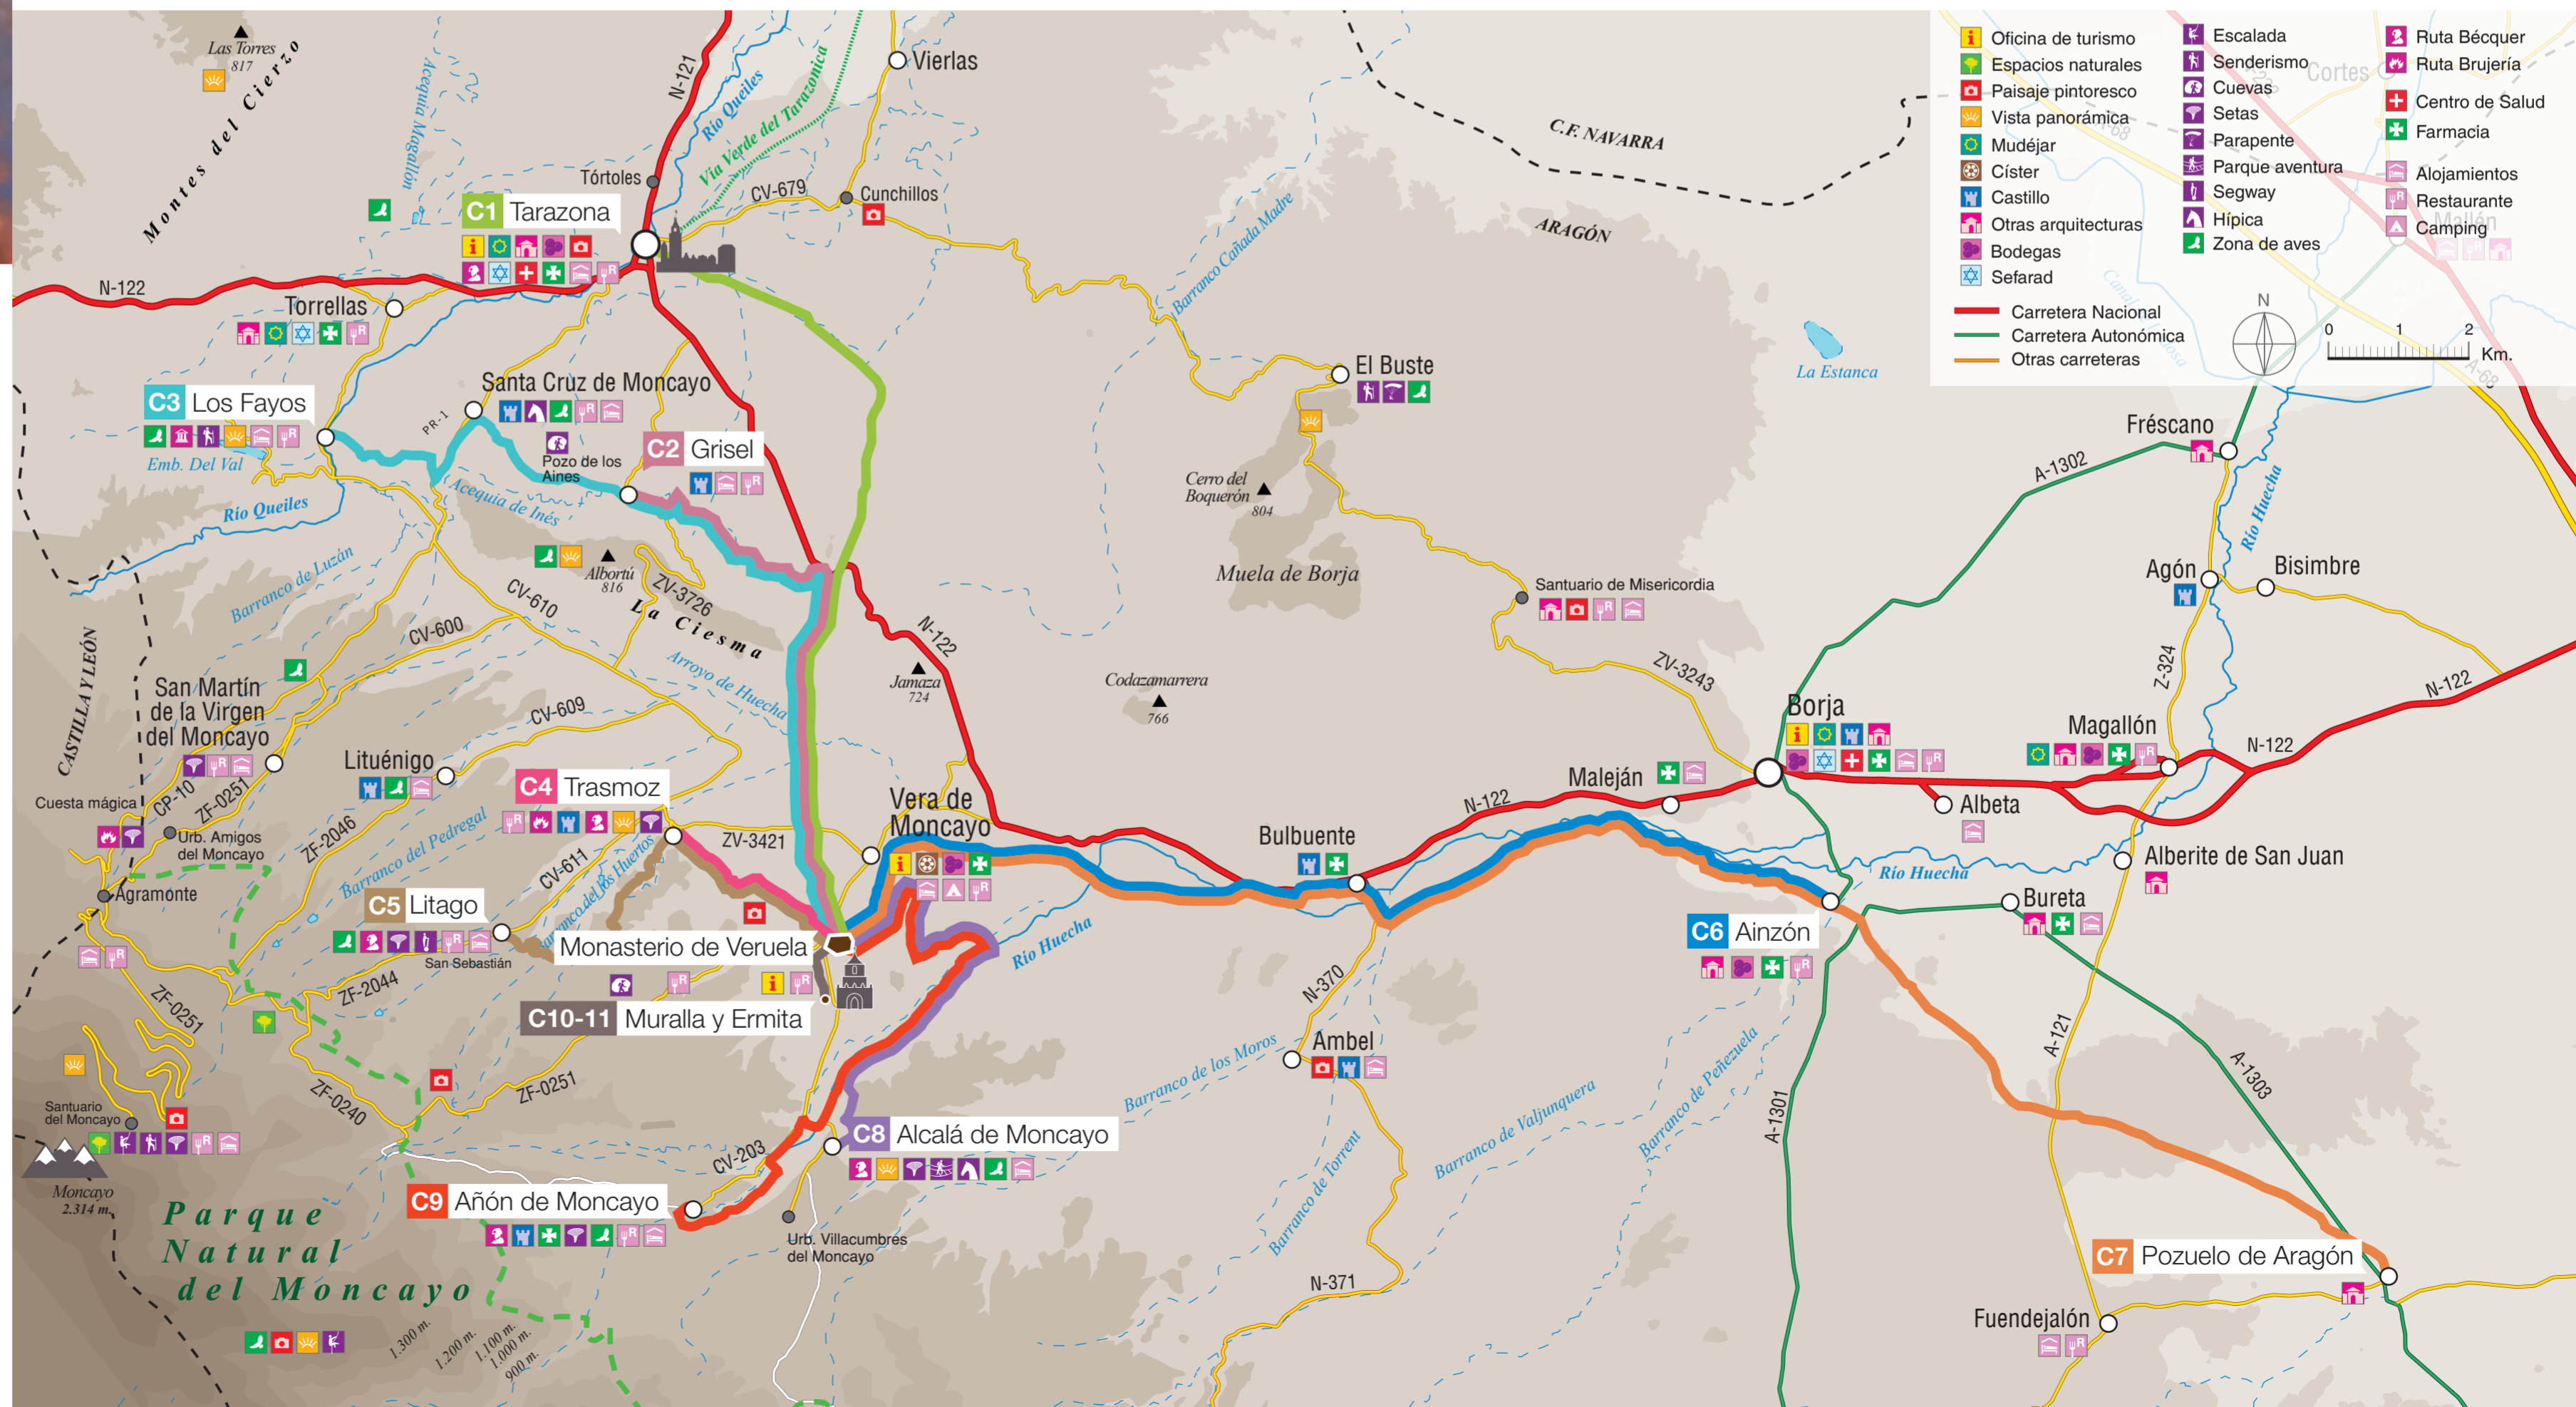 Las Torres
817
Montes del Cierzo
Acequia Magallón
N-121
Río Queiles
Vía Verde del Tarazonica
Vierlas
Tórtoles
CV-679
Cunchillos
C1 Tarazona
N-122
Torrellas
C.F. NAVARRA
ARAGÓN
Barranco Cañada Madre
Oficina de turismo
Espacios naturales
Paisaje pintoresco
Vista panorámica
Mudéjar
Císter
Castillo
Otras arquitecturas
Bodegas
Sefarad
Escalada
Senderismo
Cuevas
Setas
Parapente
Parque aventura
Segway
Hípica
Zona de aves
Ruta Bécquer
Ruta Brujería
Centro de Salud
Farmacia
Alojamientos
Restaurante
Camping
Carretera Nacional
Carretera Autonómica
Otras carreteras
N
0 1 2
Km.
Cortes
Mallén
A-68
A-68
C3 Los Fayos
Emb. Del Val
Río Queiles
PR-1
Santa Cruz de Moncayo
Pozo de los
Aines
C2 Grisel
Acequia de Inés
El Buste
La Estanca
Cerro del
Boquerón
804
Muela de Borja
Fréscano
A-1302
Río Huecha
Agón
Bisimbre
Santuario de Misericordia
ZV-3243
Barranco de Luzán
Albortú
816
ZV-3726
La Ciesma
CV-610
CV-600
Arroyo de Huecha
N-122
Jamaza
724
Codazamarrera
766
CASTILLA Y LEÓN
San Martín
de la Virgen
del Moncayo
CV-609
Lituénigo
Cuesta mágica
CP-10
ZF-0251
Urb. Amigos
del Moncayo
ZF-2046
Barranco del Pedregal
C4 Trasmoz
ZV-3421
Vera de
Moncayo
CV-611
Barranco de los Huertos
Agramonte
C5 Litago
San Sebastián
Monasterio de Veruela
C10-11 Muralla y Ermita
Río Huecha
Bulbuente
N-122
Maleján
Borja
Magallón
Z-324
N-122
N-122
Albeta
Alberite de San Juan
Río Huecha
Bureta
C6 Ainzón
ZF-2044
ZF-0251
ZF-0240
ZF-0251
Santuario
del Moncayo
Moncayo
2.314 m.
Parque
Natural
del Moncayo
1.300 m.
1.200 m.
1.100 m.
1.000 m.
900 m.
N-370
Ambel
Barranco de los Moros
C8 Alcalá de Moncayo
CV-203
C9 Añón de Moncayo
Urb. Villacumbres
del Moncayo
Barranco de Torrent
Barranco de Valjunquera
Barranco de Peñezuela
N-371
A-1301
A-121
A-1303
C7 Pozuelo de Aragón
Fuendejalón